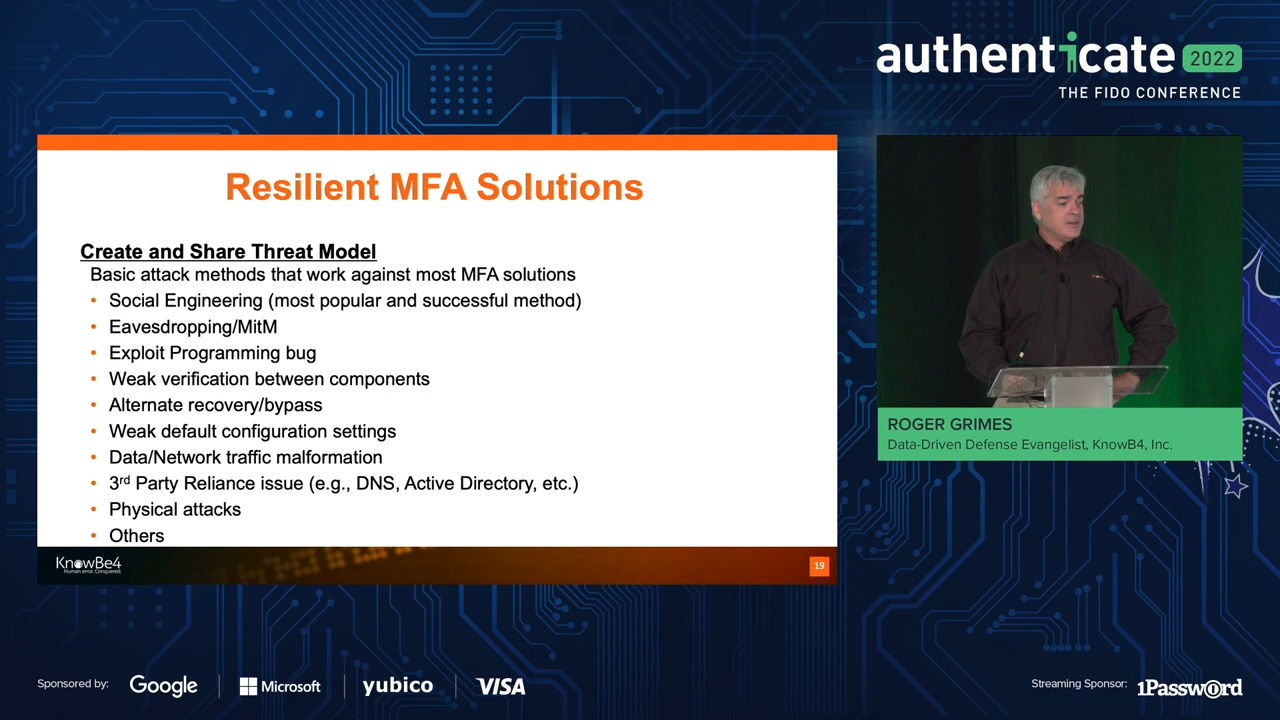 authenticate 2022
THE FIDO CONFERENCE
Resilient MFA Solutions
Create and Share Threat Model
Basic attack methods that work against most MFA solutions
• Social Engineering (most popular and successful method)
• Eavesdropping/MitM
• Exploit Programming bug
• Weak verification between components
• Alternate recovery/bypass
• Weak default configuration settings
• Data/Network traffic malformation
• 3rd Party Reliance issue (e.g., DNS, Active Directory, etc.)
• Physical attacks
• Others
KnowBe4
Human error. Conquered.
19
ROGER GRIMES
Data-Driven Defense Evangelist, KnowB4, Inc.
Sponsored by:
Google
Microsoft
yubico
VISA
Streaming Sponsor:
1Password